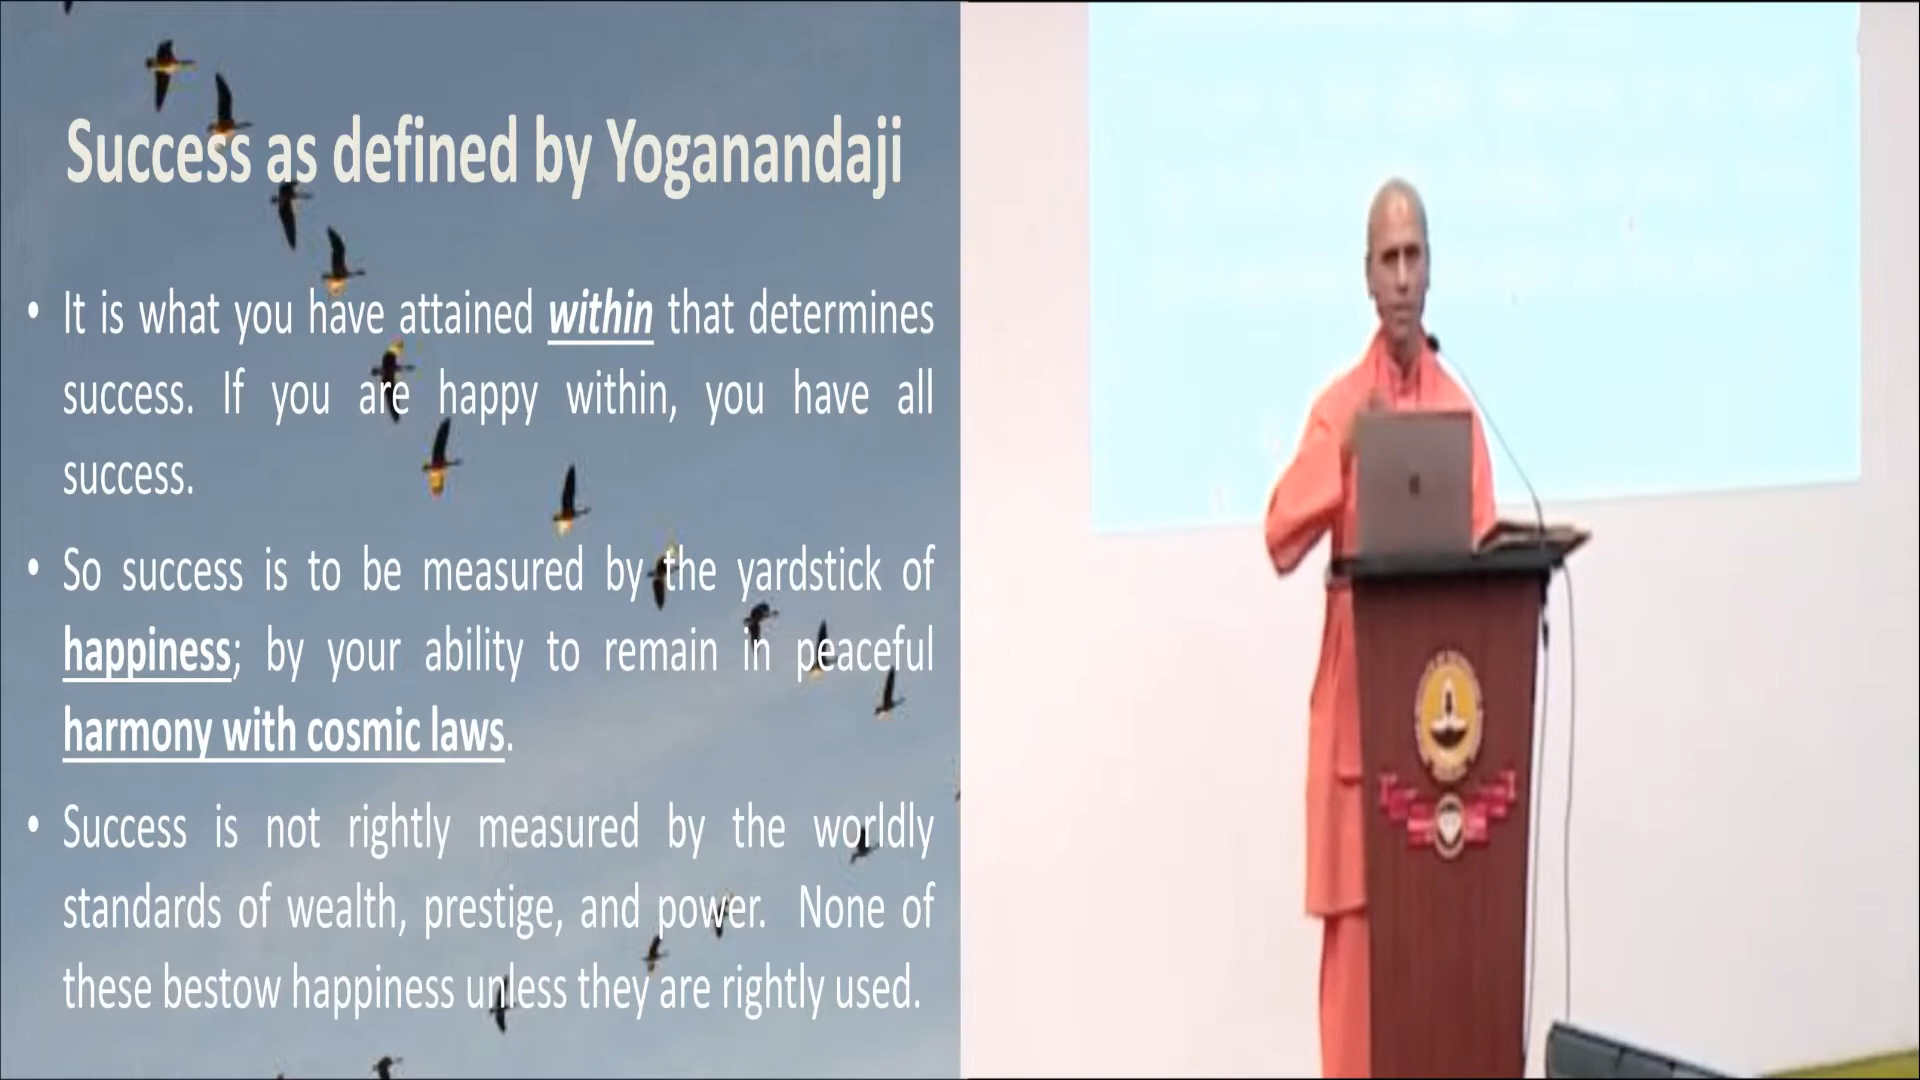 Success as defined by Yoganandaji
• It is what you have attained within that determines
success. If you are happy within, you have all
success.
• So success is to be measured by the yardstick of
happiness; by your ability to remain in peaceful
harmony with cosmic laws.
• Success is not rightly measured by the worldly
standards of wealth, prestige, and power. None of
these bestow happiness unless they are rightly used.